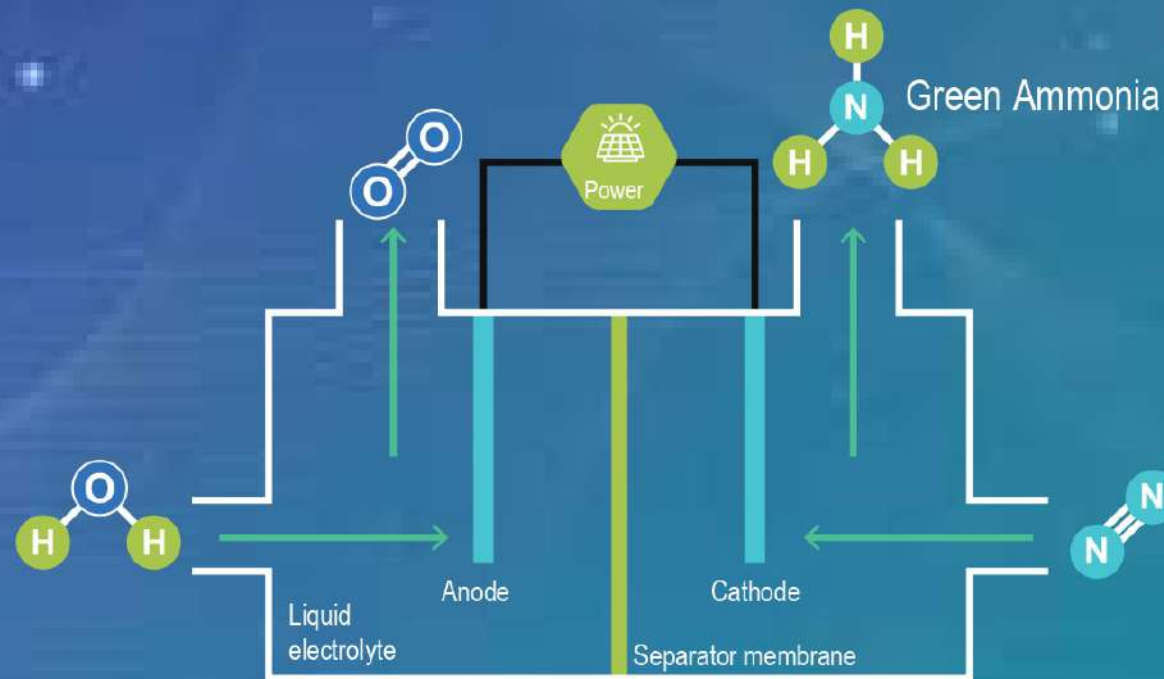 H
N
Green Ammonia
H
H
O
O
Power
O
H
H
N
N
Anode
Cathode
Liquid
electrolyte
Separator membrane